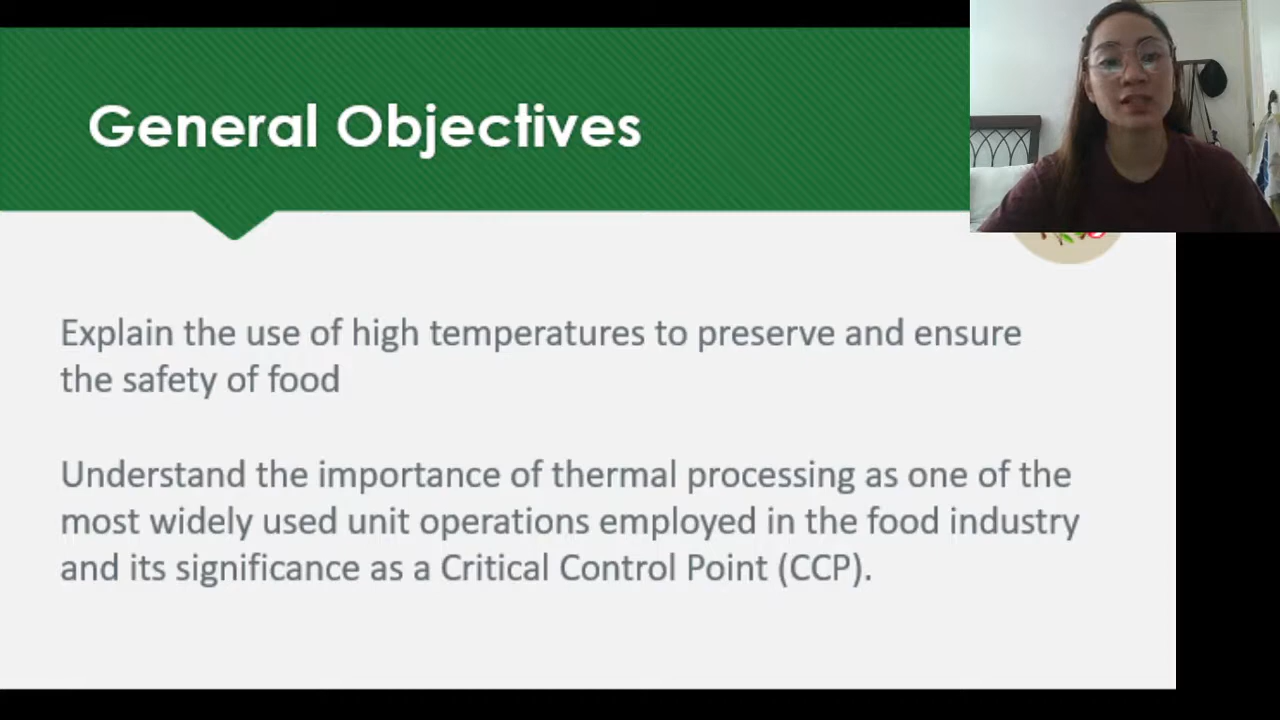 General Objectives
Explain the use of high temperatures to preserve and ensure
the safety of food
Understand the importance of thermal processing as one of the
most widely used unit operations employed in the food industry
and its significance as a Critical Control Point (CCP).